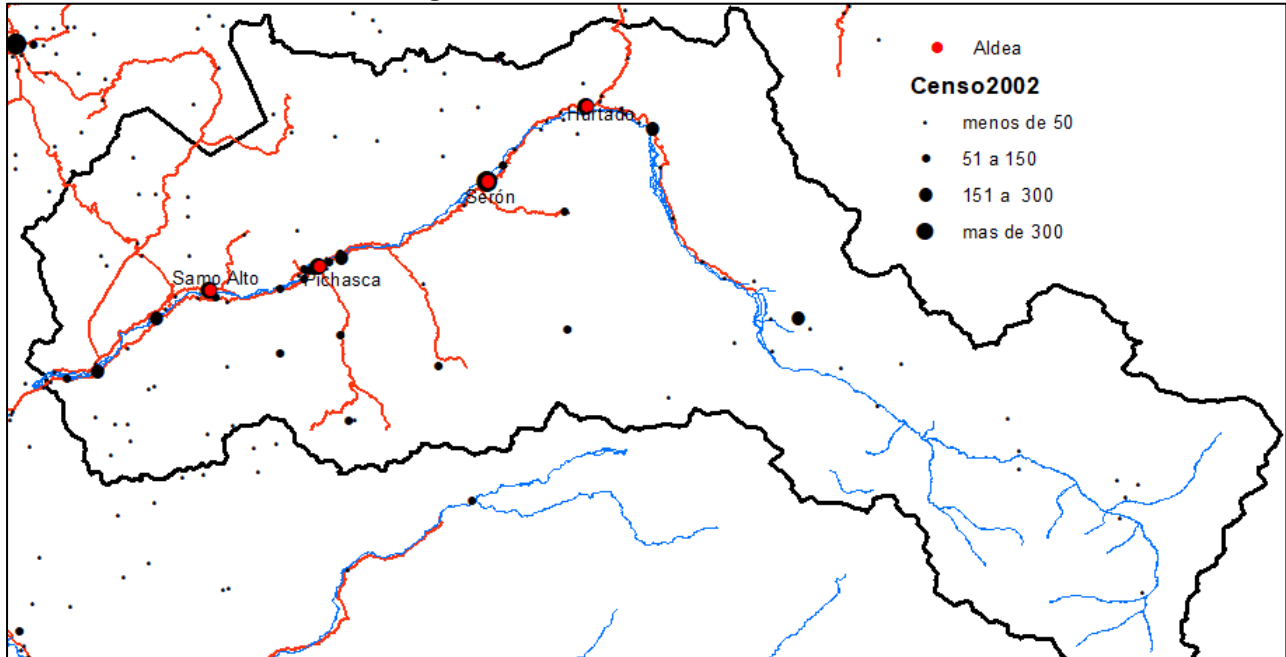 Aldea
Censo2002
menos de 50
51 a 150
151 a 300
mas de 300
Hurtado
Serón
Samo Alto
Pichasca